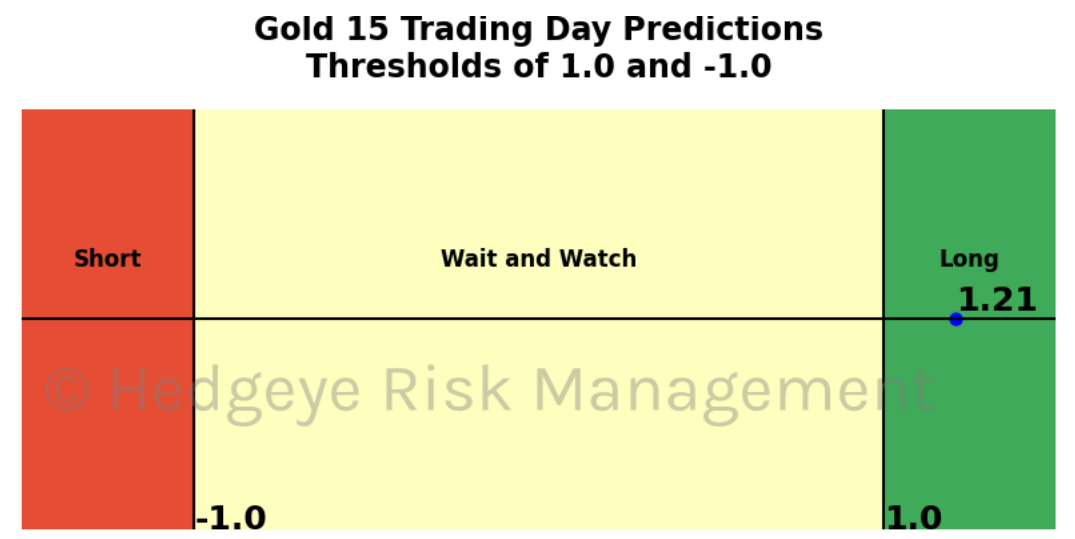 Gold 15 Trading Day Predictions
Thresholds of 1.0 and -1.0
Short
Wait and Watch
Long
1.21
© Hedgeye Risk Management
-1.0
1.0